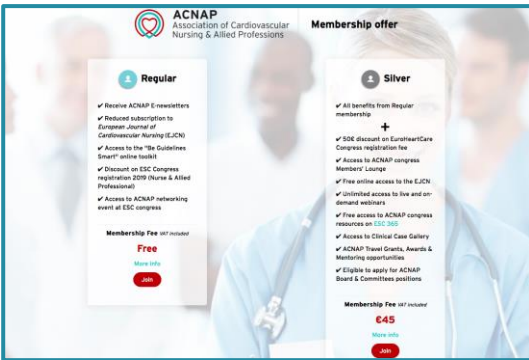 ACNAP
Association of Cardiovascular
Nursing & Allied Professions
Membership offer
Regular
✔ Receive ACNAP E-newsletters
✔ Reduced subscription to
European Journal of
Cardiovascular Nursing (EJCN)
✔ Access to the "Be Guidelines
Smart" online toolkit
✔ Discount on ESC Congress
registration 2019 (Nurse & Allied
Professional)
✔ Access to ACNAP networking
event at ESC congress
Membership Fee VAT included
Free
More info
Join
Silver
✔ All benefits from Regular
membership
+
✔ 50€ discount on EuroHeartCare
Congress registration fee
✔ Access to ACNAP congress
Members' Lounge
✔ Free online access to the EJCN
✔ Unlimited access to live and on-
demand webinars
✔ Free access to ACNAP congress
resources on ESC 365
✔ Access to Clinical Case Gallery
✔ ACNAP Travel Grants, Awards &
Mentoring opportunities
✔ Eligible to apply for ACNAP
Board & Committees positions
Membership Fee VAT included
€45
More info
Join